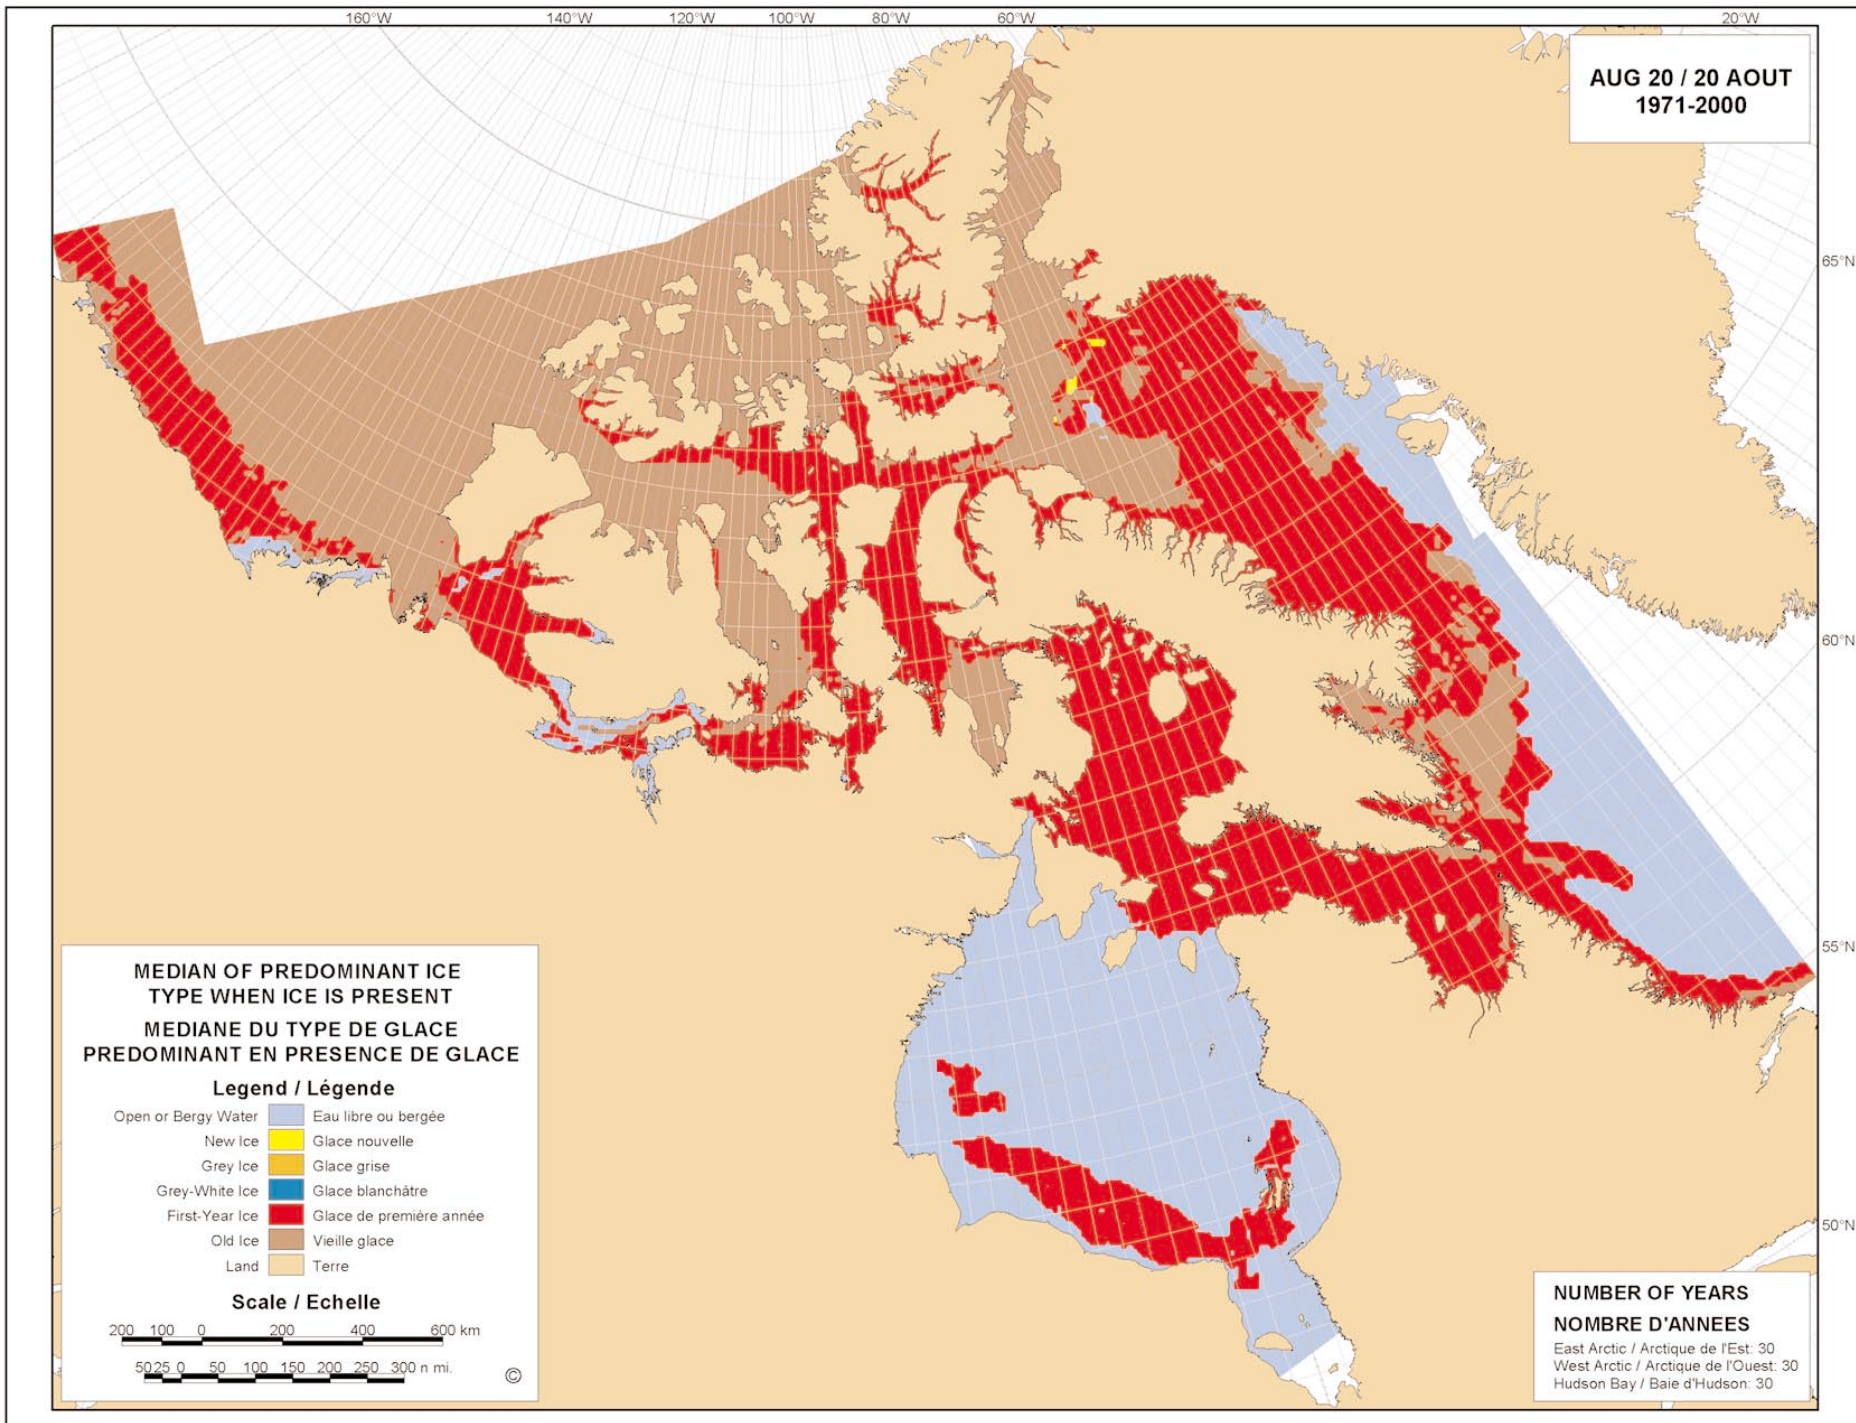 160°W 140°W 120°W 100°W 80°W 60°W 20°W
AUG 20 / 20 AOUT
1971-2000
65°N
60°N
55°N
50°N
MEDIAN OF PREDOMINANT ICE
TYPE WHEN ICE IS PRESENT
MEDIANE DU TYPE DE GLACE
PREDOMINANT EN PRESENCE DE GLACE
Legend / Légende
Open or Bergy Water Eau libre ou bergée
New Ice Glace nouvelle
Grey Ice Glace grise
Grey-White Ice Glace blanchâtre
First-Year Ice Glace de première année
Old Ice Vieille glace
Land Terre
Scale / Echelle
200 100 0 200 400 600 km
50 25 0 50 100 150 200 250 300 n mi.
©
NUMBER OF YEARS
NOMBRE D'ANNEES
East Arctic / Arctique de l'Est: 30
West Arctic / Arctique de l'Ouest: 30
Hudson Bay / Baie d'Hudson: 30